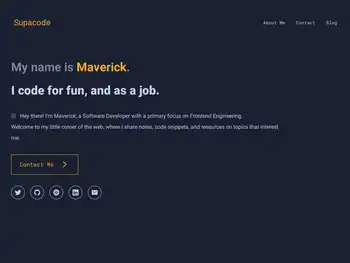 Supacode
About Me Contact Blog
My name is Maverick.
I code for fun, and as a job.
Hey there! I'm Maverick, a Software Developer with a primary focus on Frontend Engineering.
Welcome to my little corner of the web, where I share notes, code snippets, and resources on topics that interest
me.
Contact Me